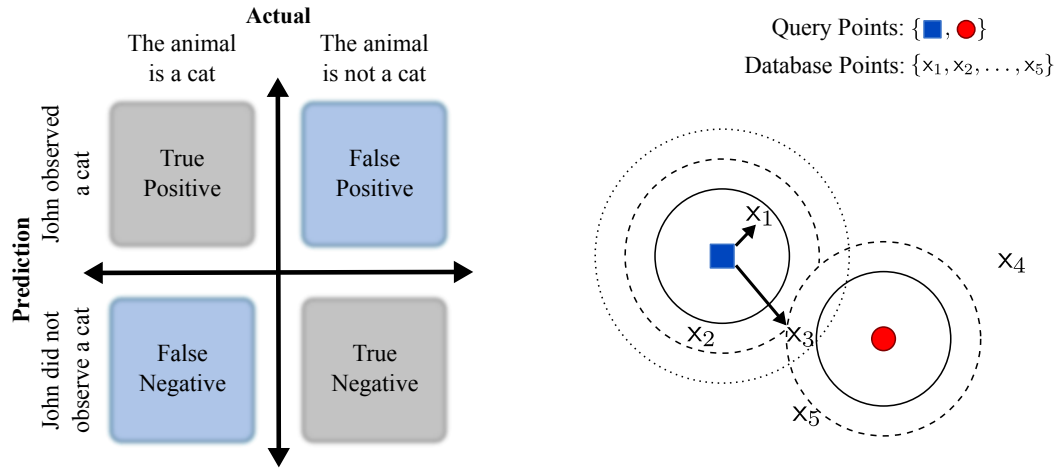 Actual
The animal
is a cat
The animal
is not a cat
Prediction
John observed
a cat
John did not
observe a cat
True
Positive
False
Positive
False
Negative
True
Negative
Query Points: { , }
Database Points: {x₁, x₂, . . . , x₅}
x₁
x₂
x₃
x₄
x₅